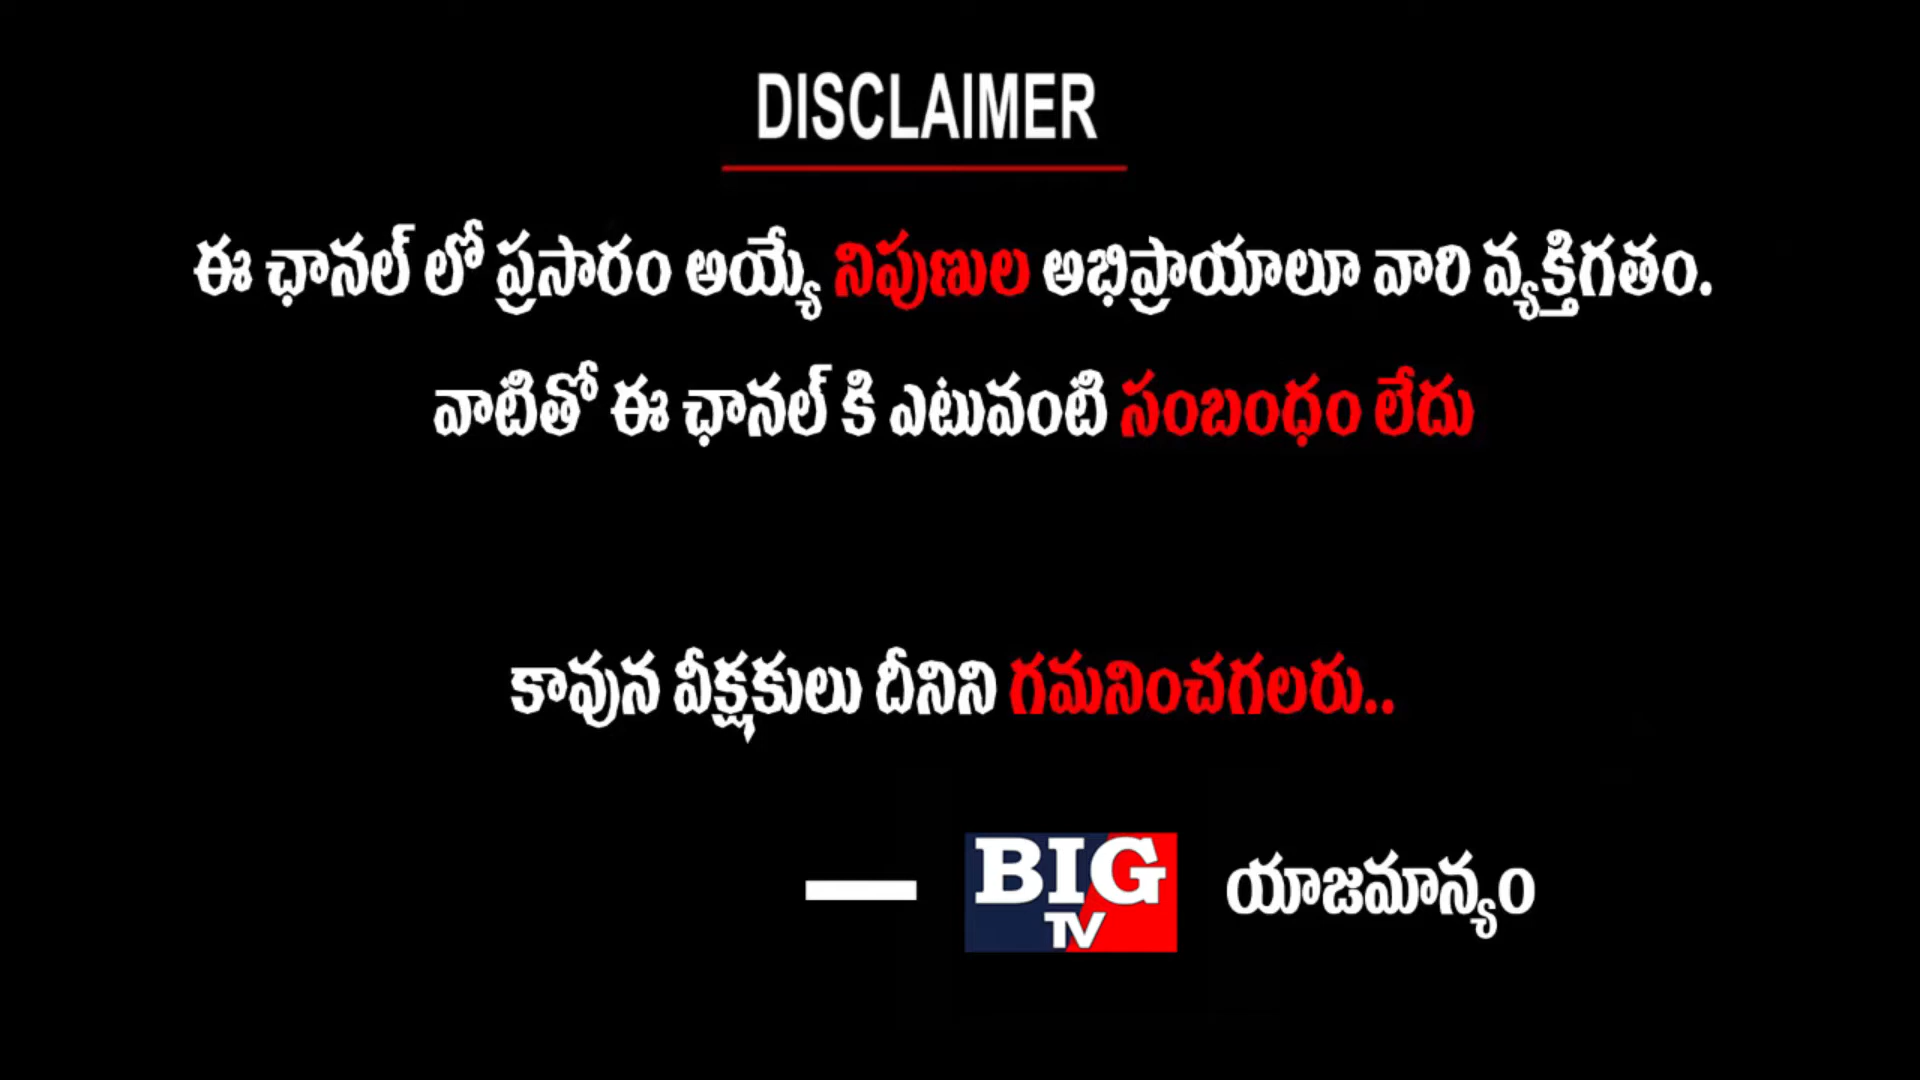 DISCLAIMER
ఈ ఛానల్ లో ప్రసారం అయ్యే నిపుణుల అభిప్రాయాలూ వారి వ్యక్తిగతం.
వాటితో ఈ ఛానల్ కి ఎటువంటి సంబంధం లేదు
కావున వీక్షకులు దీనిని గమనించగలరు..
— BIG TV యాజమాన్యం